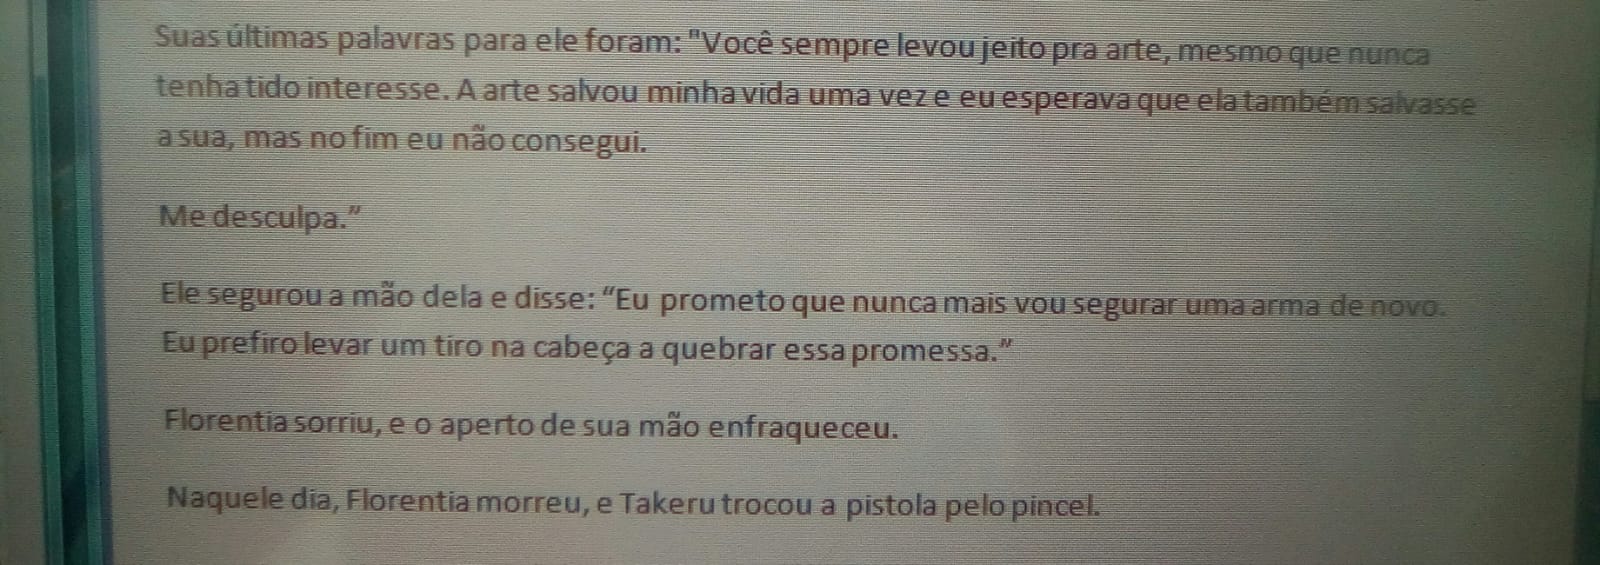 Suas últimas palavras para ele foram: "Você sempre levou jeito pra arte, mesmo que nunca
tenha tido interesse. A arte salvou minha vida uma vez e eu esperava que ela também salvasse
a sua, mas no fim eu não consegui.
Me desculpa.”
Ele segurou a mão dela e disse: “Eu prometo que nunca mais vou segurar uma arma de novo.
Eu prefiro levar um tiro na cabeça a quebrar essa promessa.”
Florentia sorriu, e o aperto de sua mão enfraqueceu.
Naquele dia, Florentia morreu, e Takeru trocou a pistola pelo pincel.